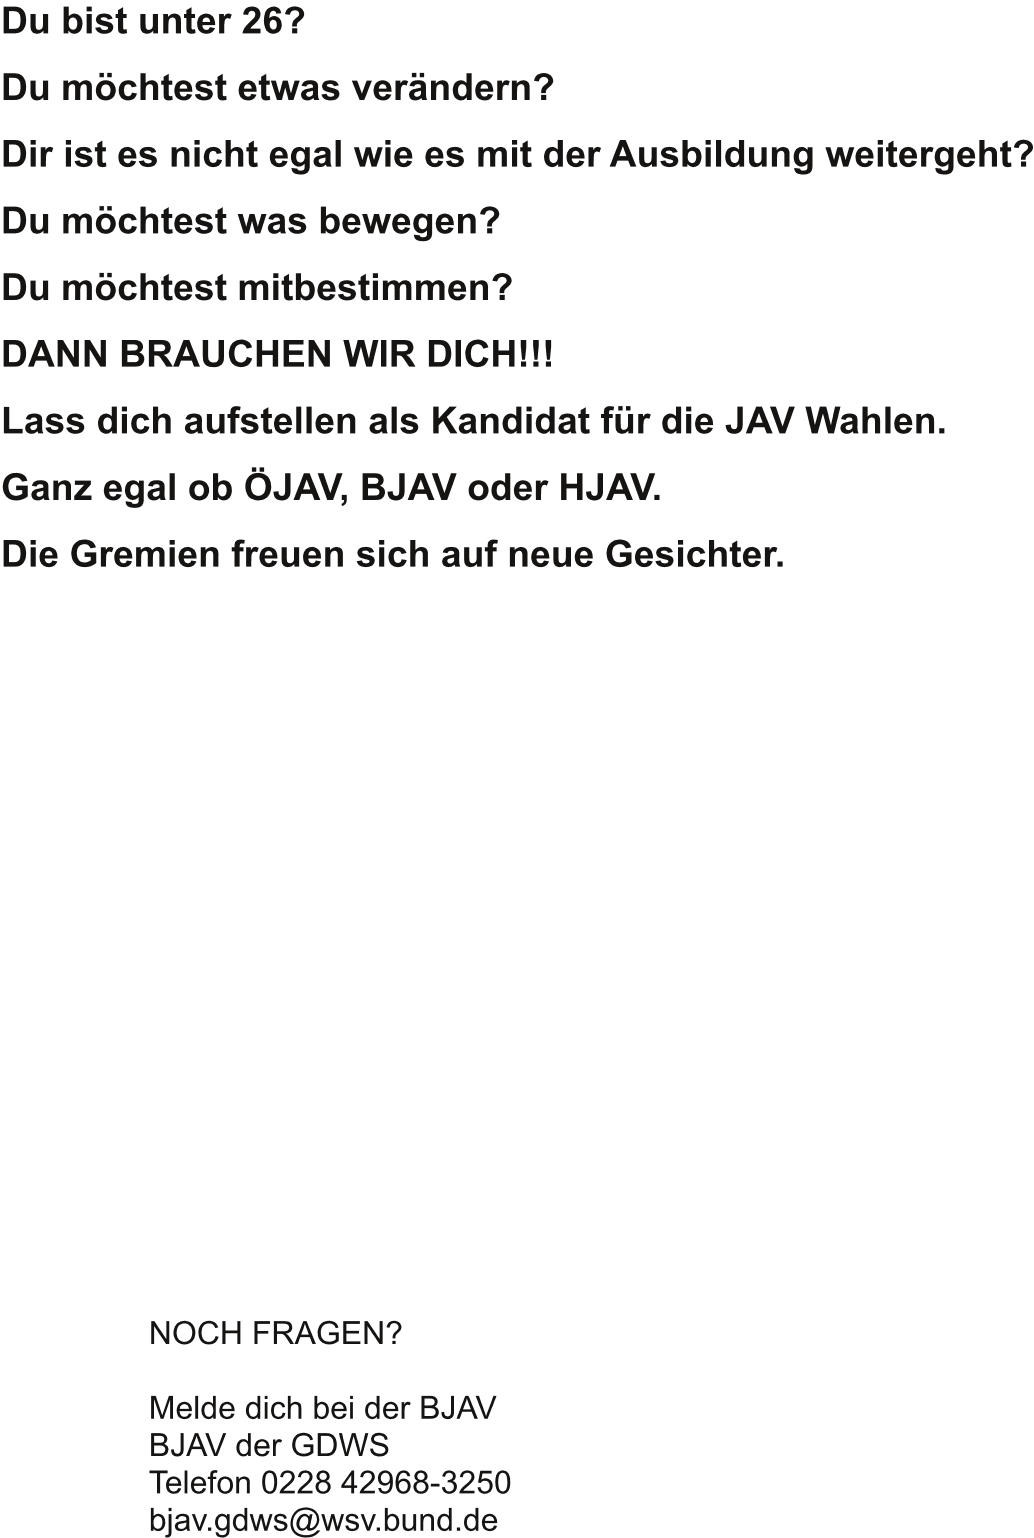 Du bist unter 26?
Du möchtest etwas verändern?
Dir ist es nicht egal wie es mit der Ausbildung weitergeht?
Du möchtest was bewegen?
Du möchtest mitbestimmen?
DANN BRAUCHEN WIR DICH!!!
Lass dich aufstellen als Kandidat für die JAV Wahlen.
Ganz egal ob ÖJAV, BJAV oder HJAV.
Die Gremien freuen sich auf neue Gesichter.
NOCH FRAGEN?
Melde dich bei der BJAV
BJAV der GDWS
Telefon 0228 42968-3250
bjav.gdws@wsv.bund.de